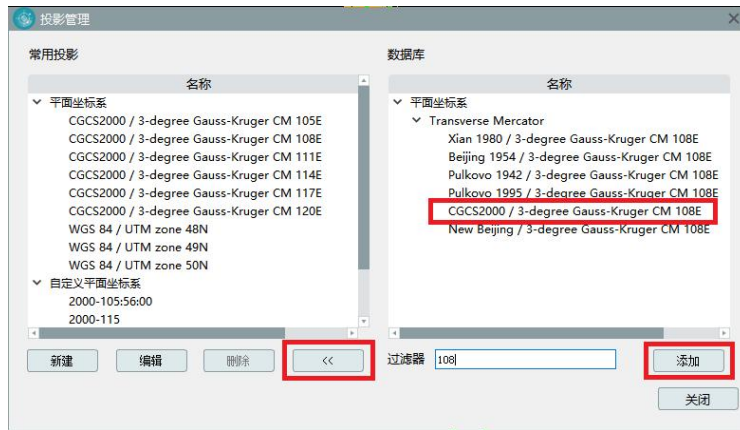 投影管理
常用投影
数据库
名称
平面坐标系
CGCS2000 / 3-degree Gauss-Kruger CM 105E
CGCS2000 / 3-degree Gauss-Kruger CM 108E
CGCS2000 / 3-degree Gauss-Kruger CM 111E
CGCS2000 / 3-degree Gauss-Kruger CM 114E
CGCS2000 / 3-degree Gauss-Kruger CM 117E
CGCS2000 / 3-degree Gauss-Kruger CM 120E
WGS 84 / UTM zone 48N
WGS 84 / UTM zone 49N
WGS 84 / UTM zone 50N
自定义平面坐标系
2000-105:56:00
2000-115
名称
平面坐标系
Transverse Mercator
Xian 1980 / 3-degree Gauss-Kruger CM 108E
Beijing 1954 / 3-degree Gauss-Kruger CM 108E
Pulkovo 1942 / 3-degree Gauss-Kruger CM 108E
Pulkovo 1995 / 3-degree Gauss-Kruger CM 108E
CGCS2000 / 3-degree Gauss-Kruger CM 108E
New Beijing / 3-degree Gauss-Kruger CM 108E
新建
编辑
删除
<<
过滤器
108
添加
关闭